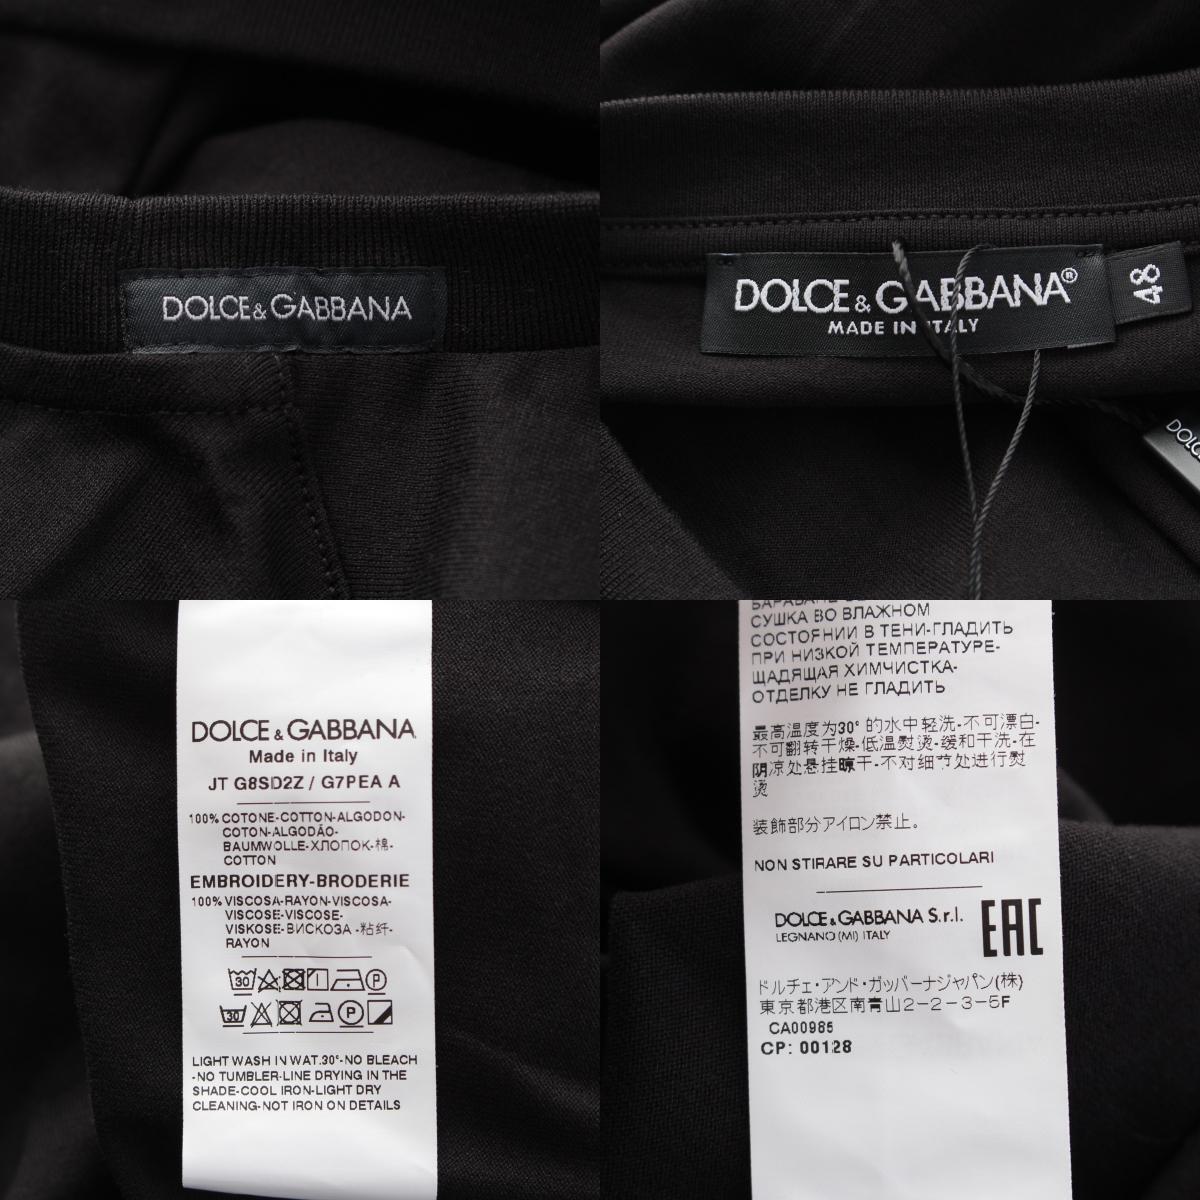 DOLCE&GABBANA
DOLCE&GABBANA®
MADE IN ITALY
48
DOLCE&GABBANA
Made in Italy
JT G8SD2Z / G7PEA A
100% COTONE-COTTON-ALGODON-
COTON-ALGODÃO-
BAUMWOLLE-ХЛОПОК-棉-
COTTON
EMBROIDERY-BRODERIE
100% VISCOSA-RAYON-VISCOSA-
VISCOSE-VISCOSE-
VISKOSE-ВИСКОЗА -粘纤-
RAYON
30 P
30 P
LIGHT WASH IN WAT.30°-NO BLEACH
-NO TUMBLER-LINE DRYING IN THE
SHADE-COOL IRON-LIGHT DRY
CLEANING-NOT IRON ON DETAILS
СУШКА ВО ВЛАЖНОМ
СОСТОЯНИИ В ТЕНИ-ГЛАДИТЬ
ПРИ НИЗКОЙ ТЕМПЕРАТУРЕ-
ЩАДЯЩАЯ ХИМЧИСТКА-
ОТДЕЛКУ НЕ ГЛАДИТЬ
最高温度为30° 的水中轻洗-不可漂白-
不可翻转干燥-低温熨烫-缓和干洗-在
阴凉处悬挂晾干-不对细节处进行熨
烫
装飾部分アイロン禁止。
NON STIRARE SU PARTICOLARI
DOLCE&GABBANA S.r.l.
LEGNANO (MI) ITALY
EAC
ドルチェ・アンド・ガッバーナジャパン(株)
東京都港区南青山2-2-3-5F
CA00985
CP: 00128